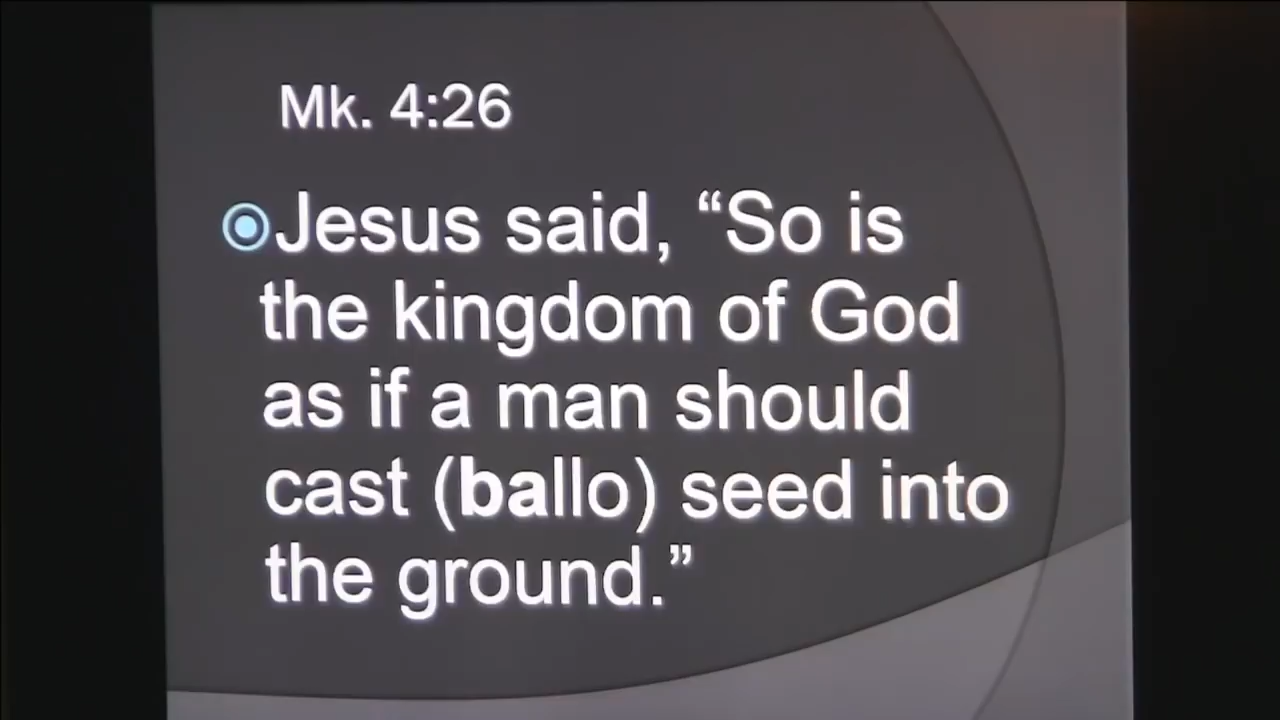 Mk. 4:26
Jesus said, “So is
the kingdom of God
as if a man should
cast (ballo) seed into
the ground.”